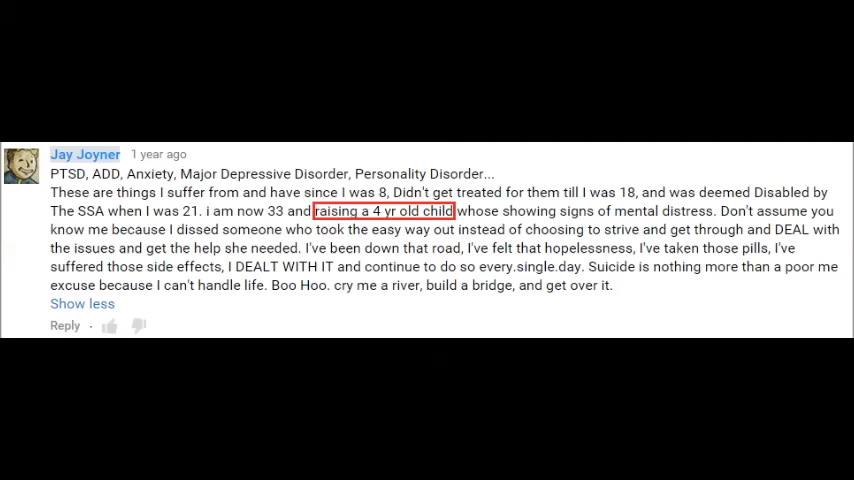 Jay Joyner 1 year ago
PTSD, ADD, Anxiety, Major Depressive Disorder, Personality Disorder...
These are things I suffer from and have since I was 8, Didn't get treated for them till I was 18, and was deemed Disabled by
The SSA when I was 21. i am now 33 and raising a 4 yr old child whose showing signs of mental distress. Don't assume you
know me because I dissed someone who took the easy way out instead of choosing to strive and get through and DEAL with
the issues and get the help she needed. I've been down that road, I've felt that hopelessness, I've taken those pills, I've
suffered those side effects, I DEALT WITH IT and continue to do so every.single.day. Suicide is nothing more than a poor me
excuse because I can't handle life. Boo Hoo. cry me a river, build a bridge, and get over it.
Show less
Reply ·